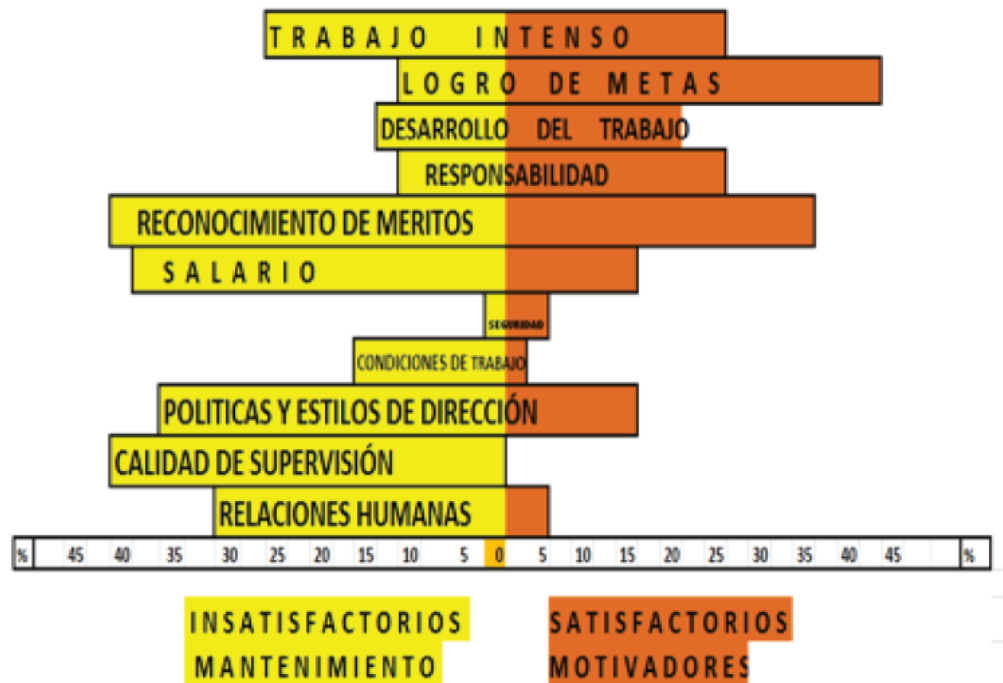 TRABAJO INTENSO
LOGRO DE METAS
DESARROLLO DEL TRABAJO
RESPONSABILIDAD
RECONOCIMIENTO DE MERITOS
SALARIO
SEGURIDAD
CONDICIONES DE TRABAJO
POLITICAS Y ESTILOS DE DIRECCIÓN
CALIDAD DE SUPERVISIÓN
RELACIONES HUMANAS
% 45 40 35 30 25 20 15 10 5 0 5 10 15 20 25 30 35 40 45 %
INSATISFACTORIOS SATISFACTORIOS
MANTENIMIENTO MOTIVADORES